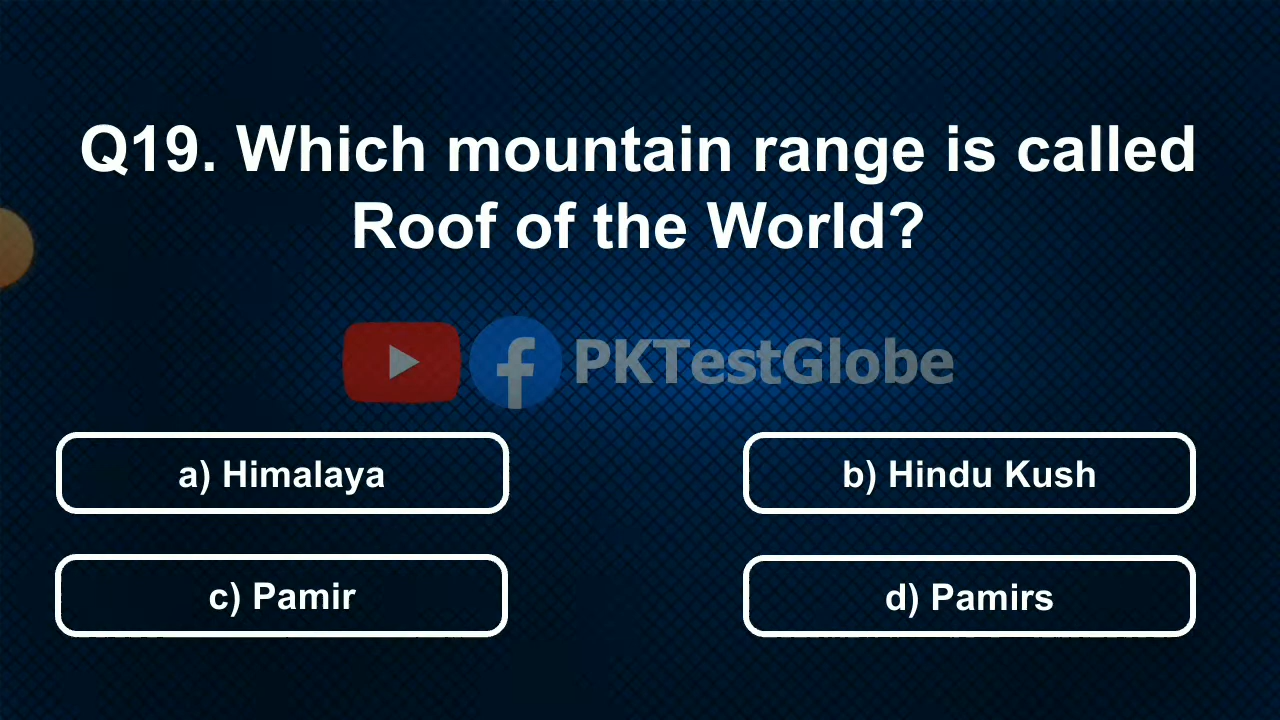 Q19. Which mountain range is called
Roof of the World?
PKTestGlobe
a) Himalaya
b) Hindu Kush
c) Pamir
d) Pamirs